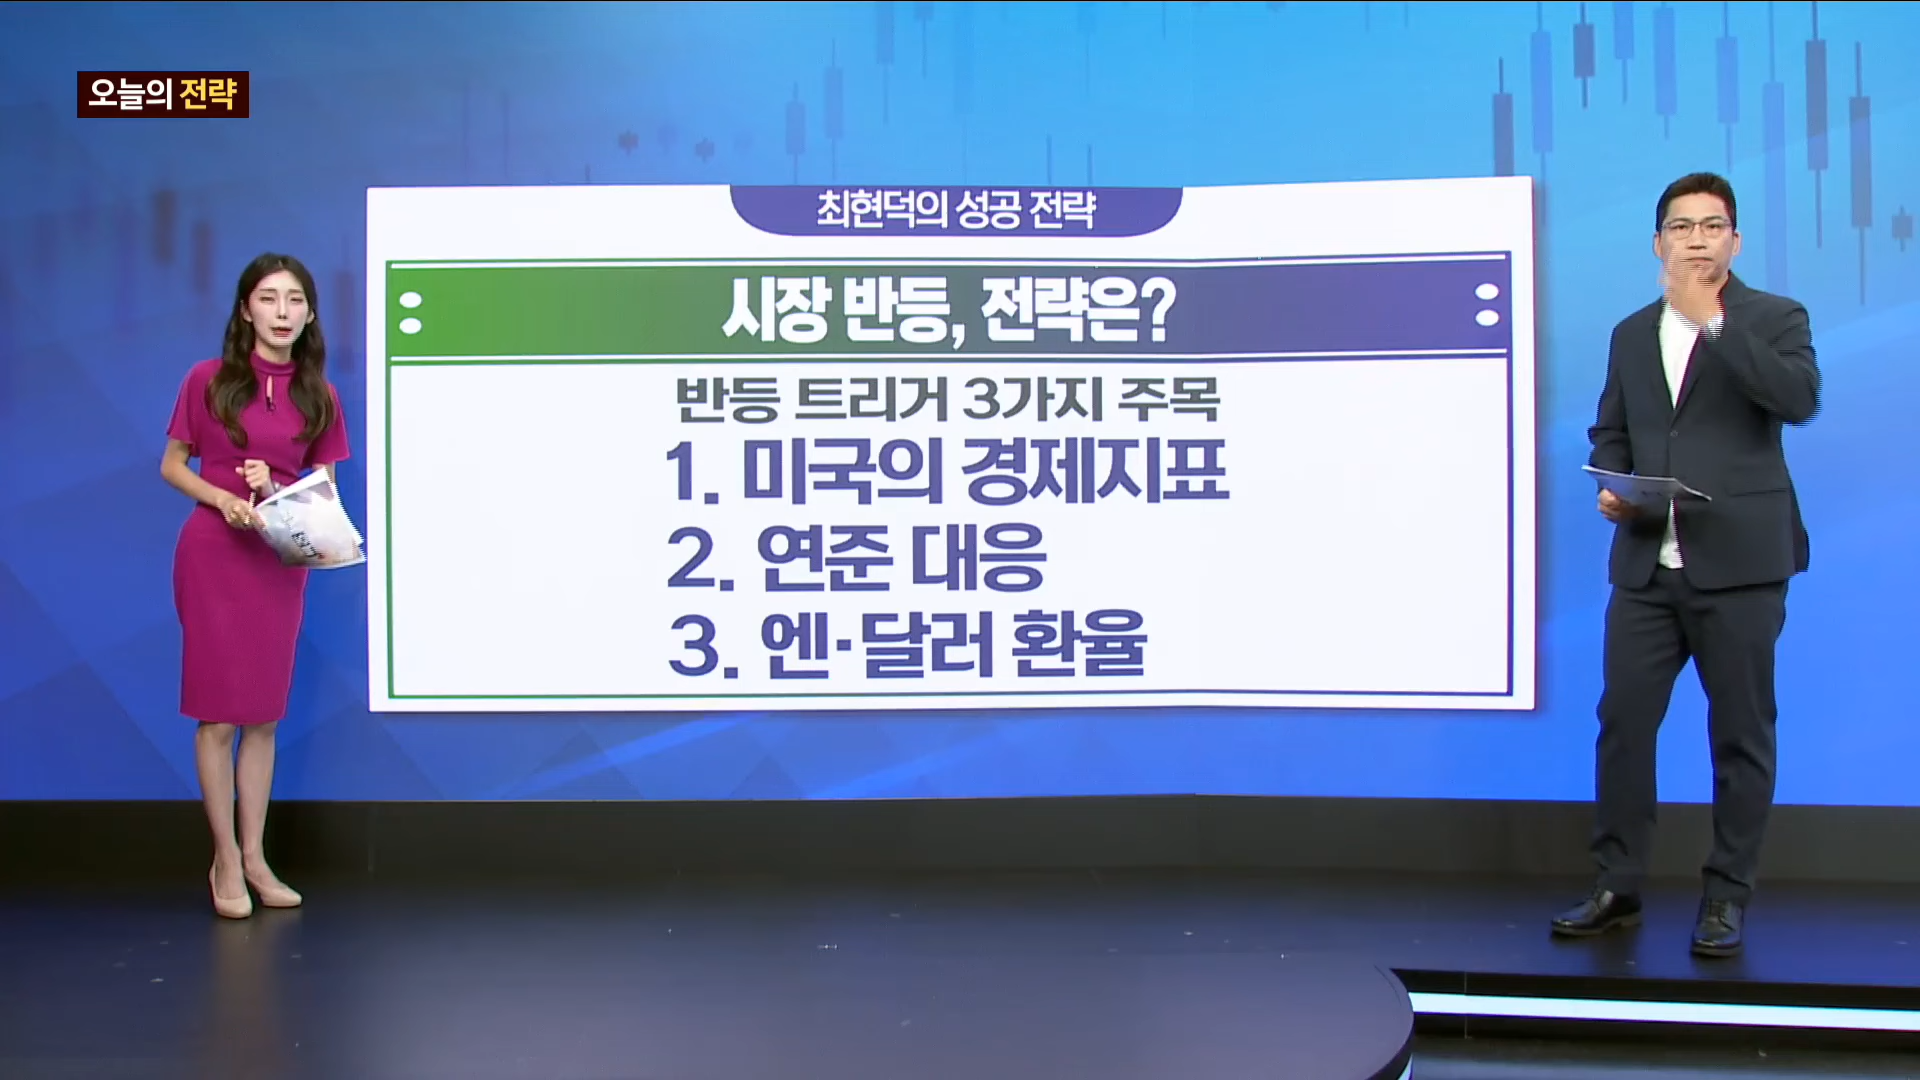 오늘의 전략
최현덕의 성공 전략
시장 반등, 전략은?
반등 트리거 3가지 주목
1. 미국의 경제지표
2. 연준 대응
3. 엔·달러 환율